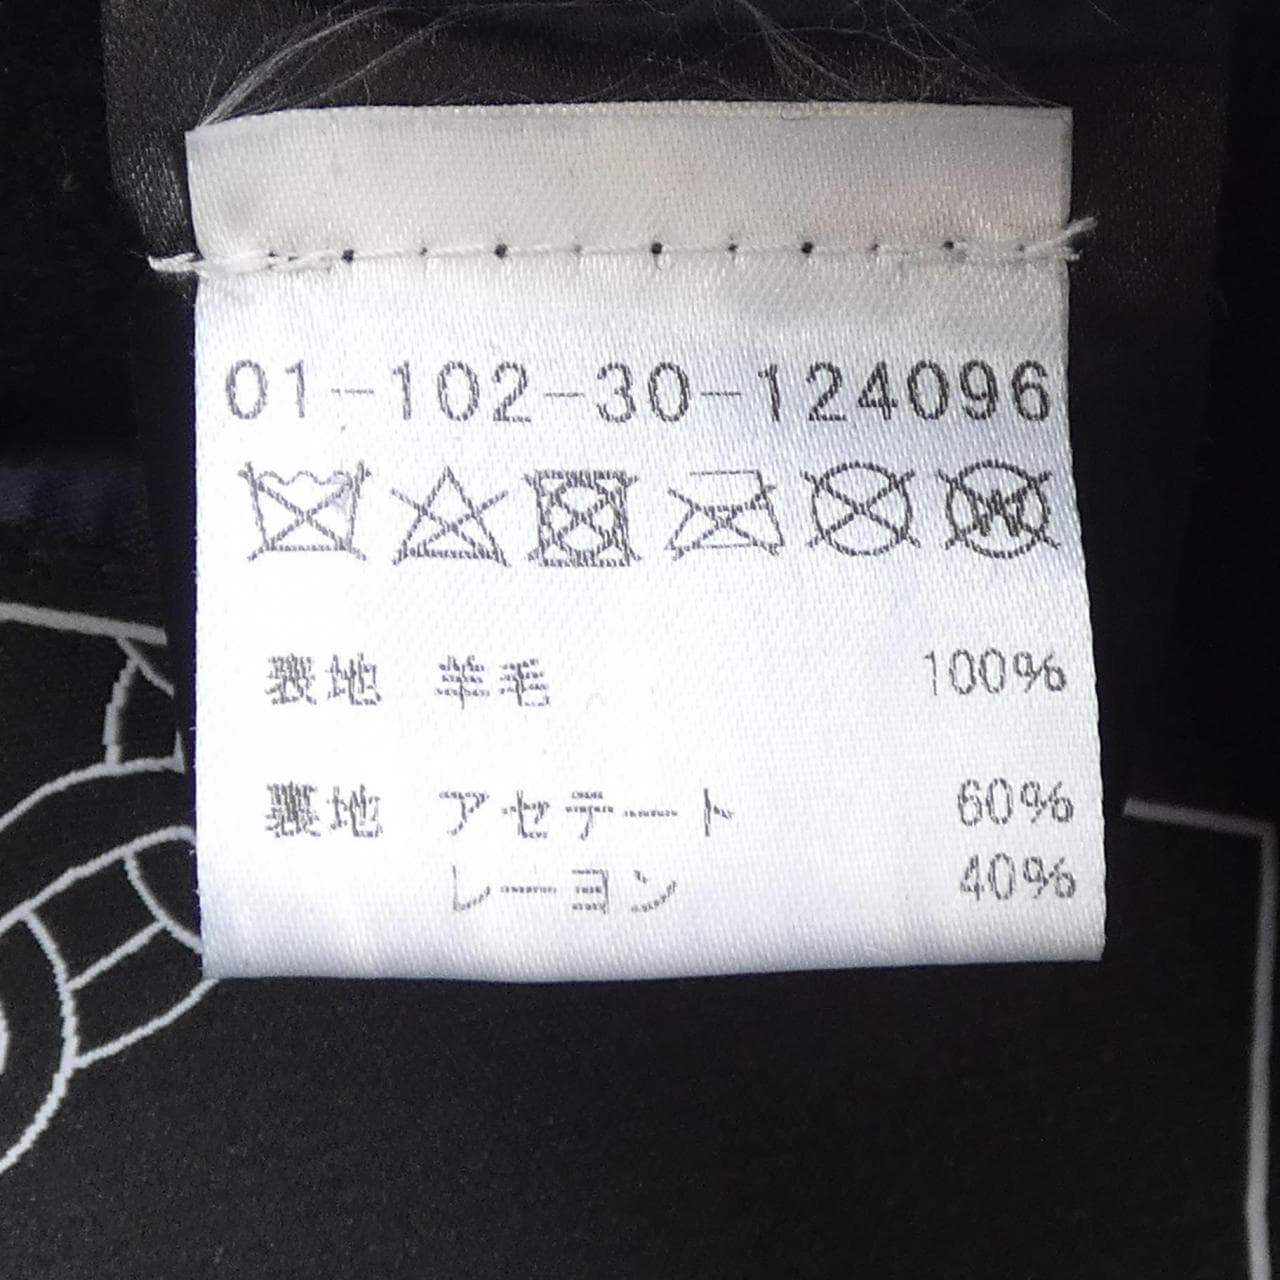 01-102-30-124096
表地 羊毛 100%
裏地 アセテート 60%
レーヨン 40%